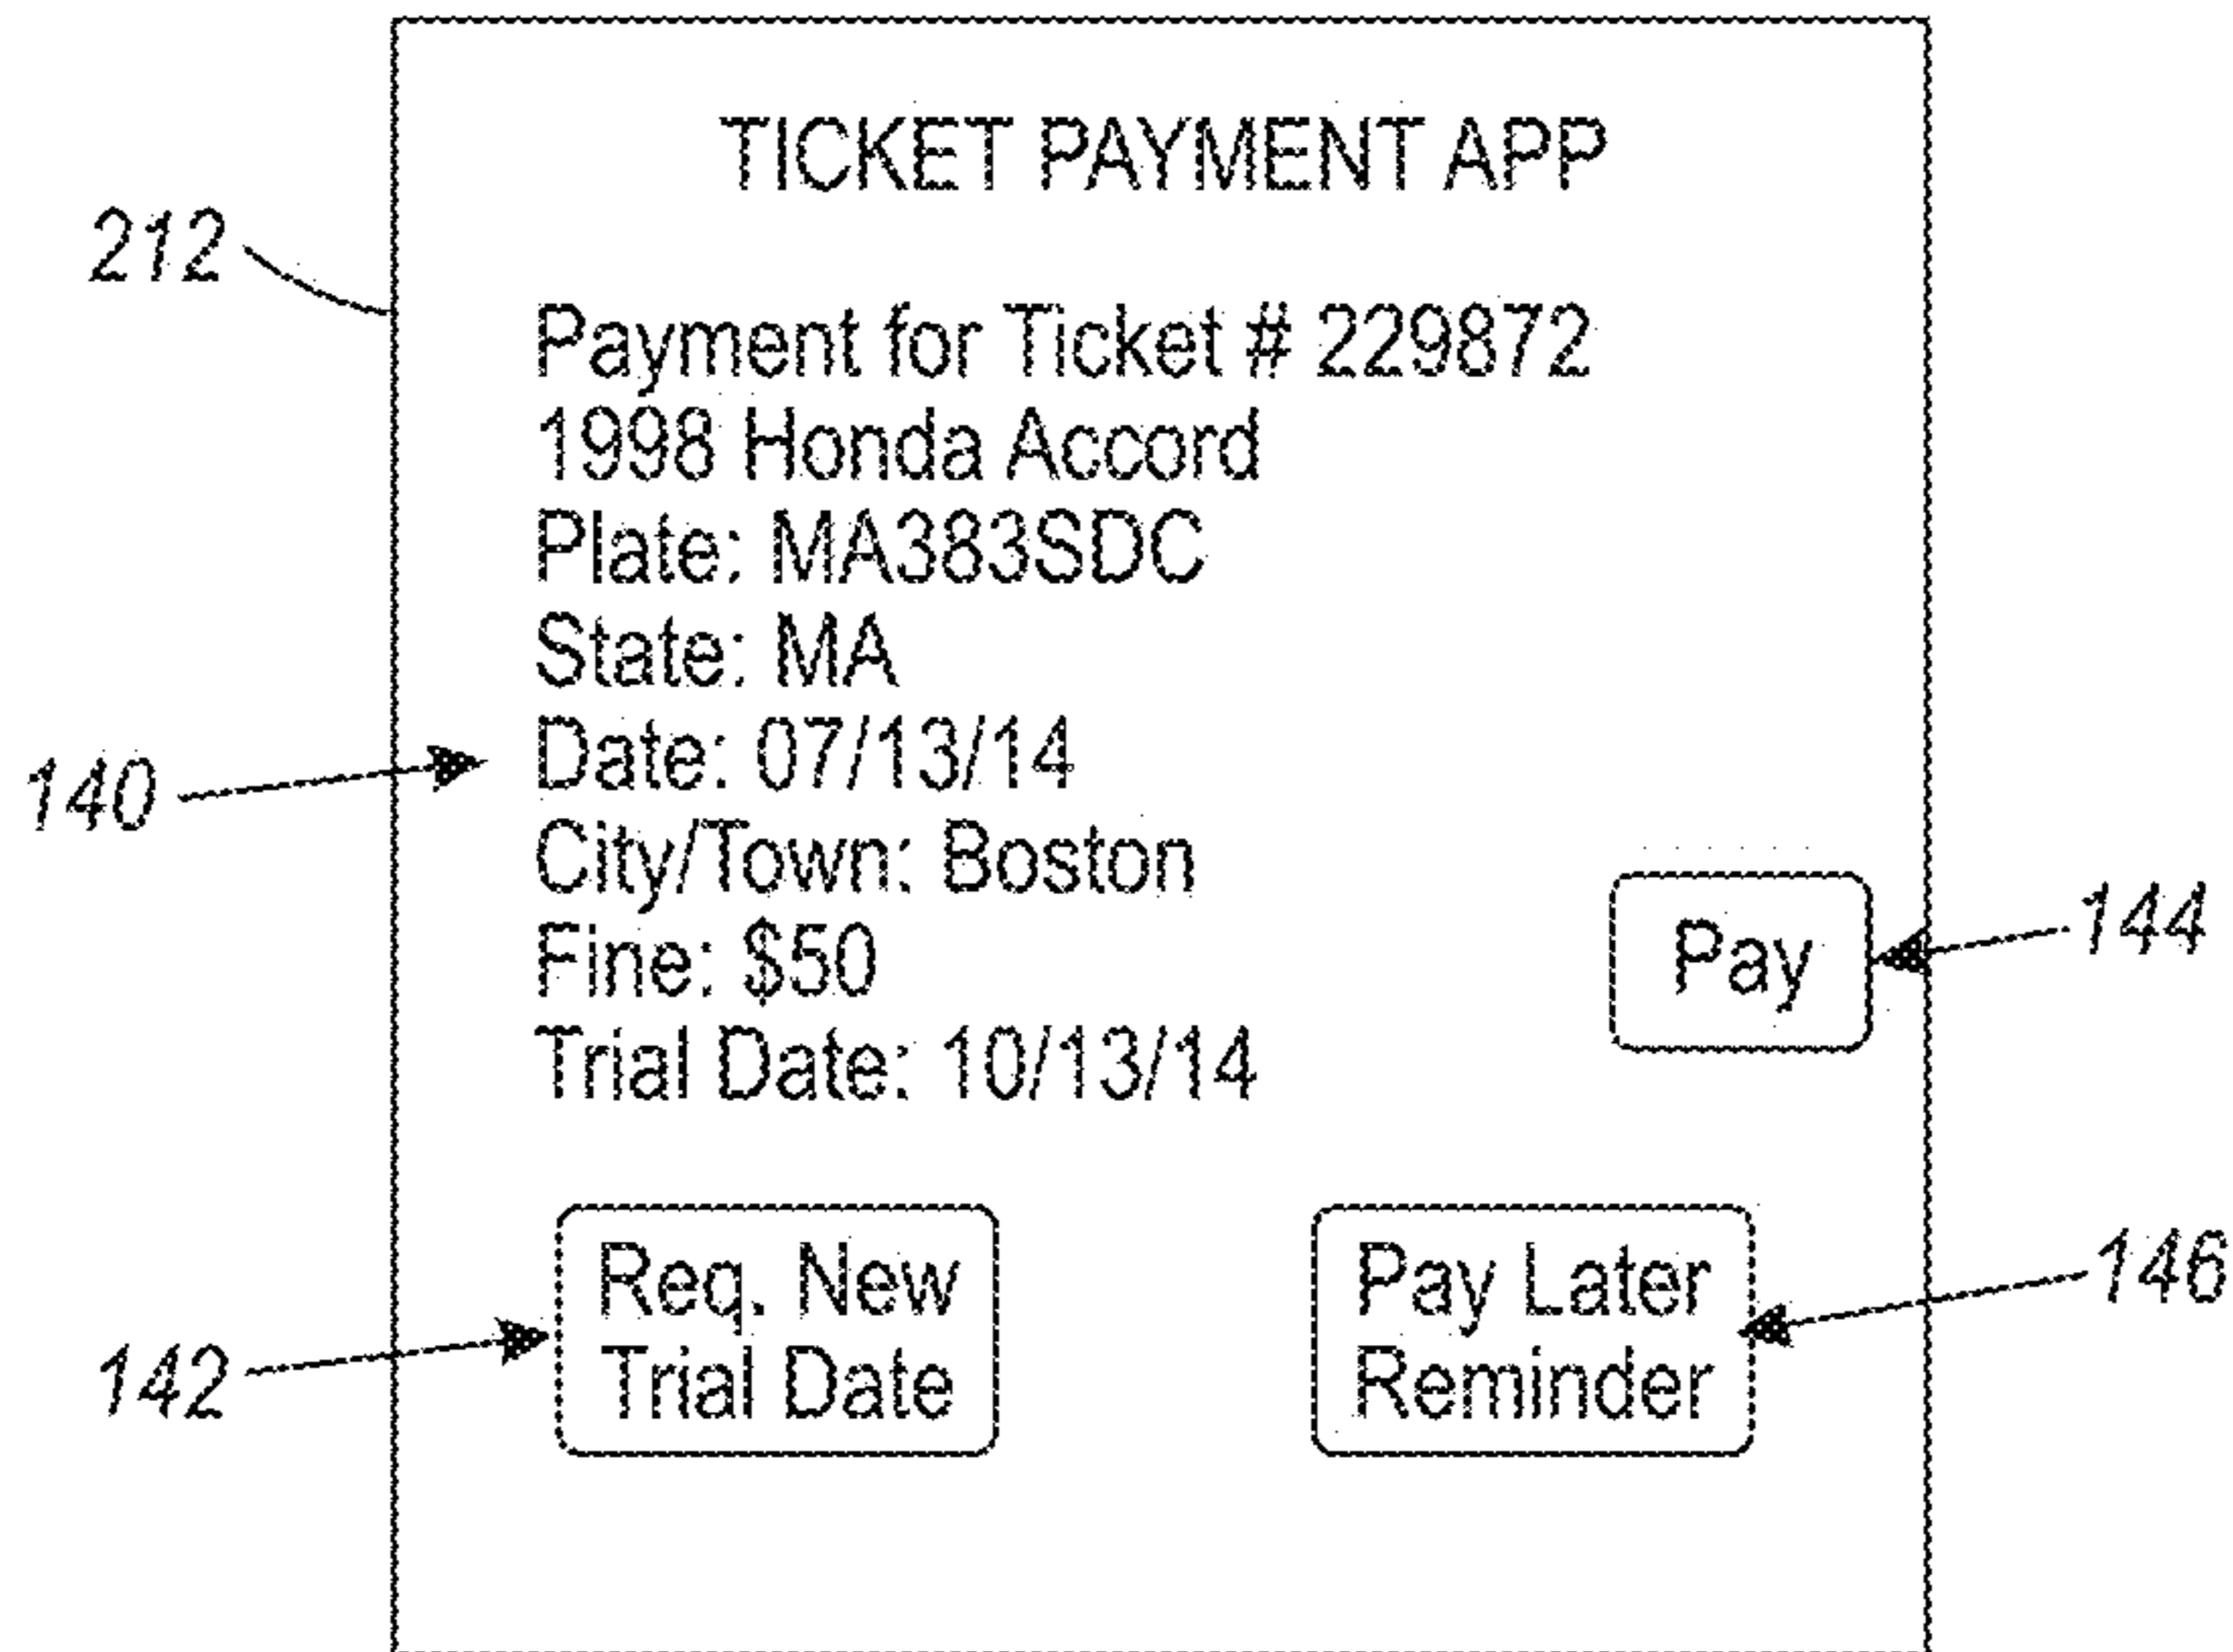 TICKET PAYMENT APP
212
Payment for Ticket # 229872
1998 Honda Accord
Plate: MA383SDC
State: MA
Date: 07/13/14
140
City/Town: Boston
Fine: $50
Pay
144
Trial Date: 10/13/14
Req. New
Trial Date
142
Pay Later
Reminder
146